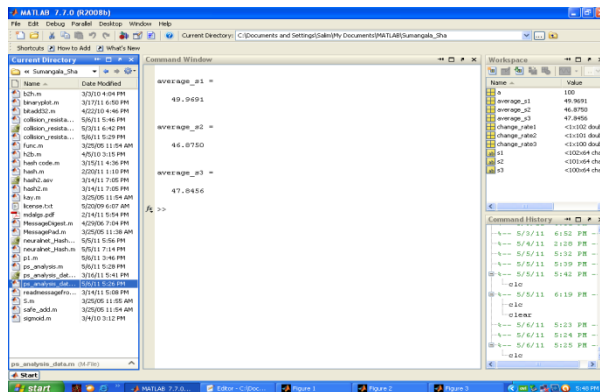 MATLAB 7.7.0 (R2008b)
File Edit Debug Parallel Desktop Window Help
Current Directory: C:\Documents and Settings\Salim\My Documents\MATLAB\Sumangala_Sha
Shortcuts How to Add What's New
Current Directory
Sumangala_Sha
Name Date Modified
b2h.m 3/3/10 4:04 PM
binaryplot.m 3/17/11 6:50 PM
bitadd32.m 4/22/10 4:46 PM
collision_resista... 5/6/11 5:46 PM
collision_resista... 5/3/11 6:42 PM
collision_resista... 5/6/11 5:29 PM
func.m 3/25/05 11:54 AM
h2b.m 4/5/10 3:15 PM
hash code.m 3/15/11 4:36 PM
hash.m 2/20/11 1:10 PM
hash2.asv 3/14/11 7:05 PM
hash2.m 3/14/11 7:05 PM
kay.m 3/25/05 11:54 AM
license.txt 5/20/09 6:07 AM
mdalgs.pdf 2/14/11 5:54 PM
MessageDigest.m 4/29/06 7:04 PM
MessagePad.m 3/25/05 11:38 AM
neuralnet_Hash... 5/5/11 5:56 PM
neuralnet_Hash.m 5/5/11 7:14 PM
p1.m 5/6/11 3:46 PM
ps_analysis.m 5/6/11 5:28 PM
ps_analysis_dat... 3/16/11 5:41 PM
ps_analysis_dat... 5/6/11 5:26 PM
readmessagefro... 3/14/11 5:08 PM
S.m 3/25/05 11:55 AM
safe_add.m 3/25/05 11:54 AM
sigmoid.m 3/4/10 3:12 PM
ps_analysis_data.m (M-File)
Command Window
average_s1 =
49.9691
average_s2 =
46.8750
average_s3 =
47.8456
fx >>
Workspace
Name Value
a 100
average_s1 49.9691
average_s2 46.8750
average_s3 47.8456
change_rate1 <1x102 doubl
change_rate2 <1x101 doubl
change_rate3 <1x100 doubl
s1 <102x64 cha
s2 <101x64 cha
s3 <100x64 cha
Command History
%-- 5/3/11 6:52 PM --
%-- 5/4/11 2:28 PM --
%-- 5/5/11 5:32 PM --
%-- 5/5/11 5:39 PM --
%-- 5/5/11 5:42 PM --
clc
%-- 5/5/11 6:19 PM --
clc
clear
%-- 5/6/11 5:23 PM --
%-- 5/6/11 5:24 PM --
%-- 5/6/11 5:25 PM --
clc
Start
start
MATLAB 7.7.0...
Editor - C:\Doc...
Figure 1
Figure 2
Figure 3
5:48 PM